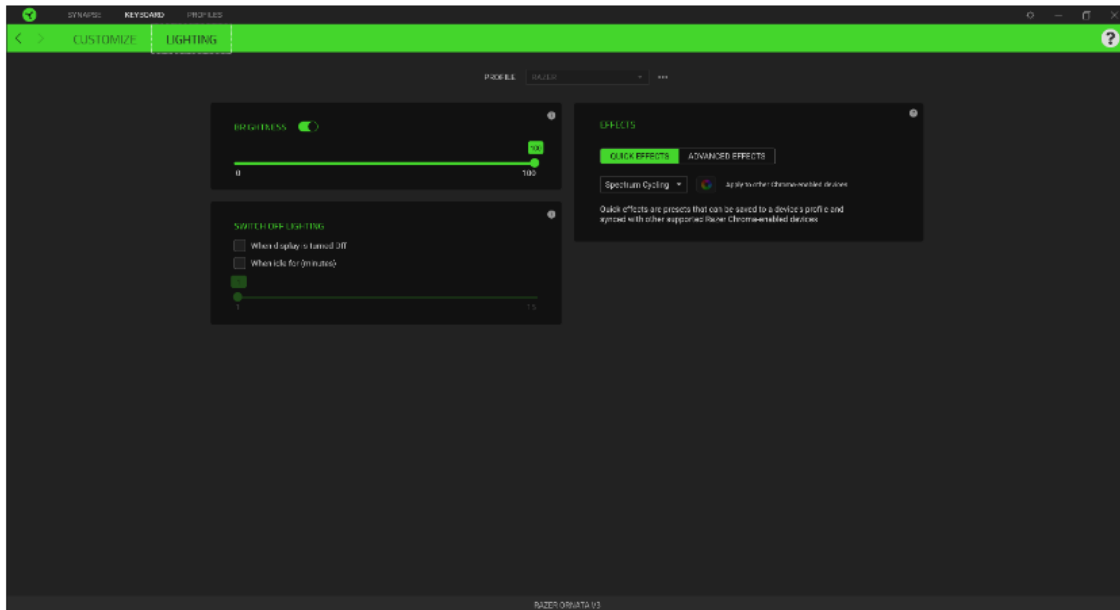 SYNAPSE KEYBOARD PROFILES
CUSTOMIZE LIGHTING
?
PROFILE RAZER
BRIGHTNESS
100
0 100
SWITCH OFF LIGHTING
When display is turned Off
When idle for (minutes)
1 15
EFFECTS
QUICK EFFECTS ADVANCED EFFECTS
Spectrum Cycling Apply to other Chroma-enabled devices
Quick effects are presets that can be saved to a device's profile and
synced with other supported Razer Chroma-enabled devices
RAZER ORNATA V3